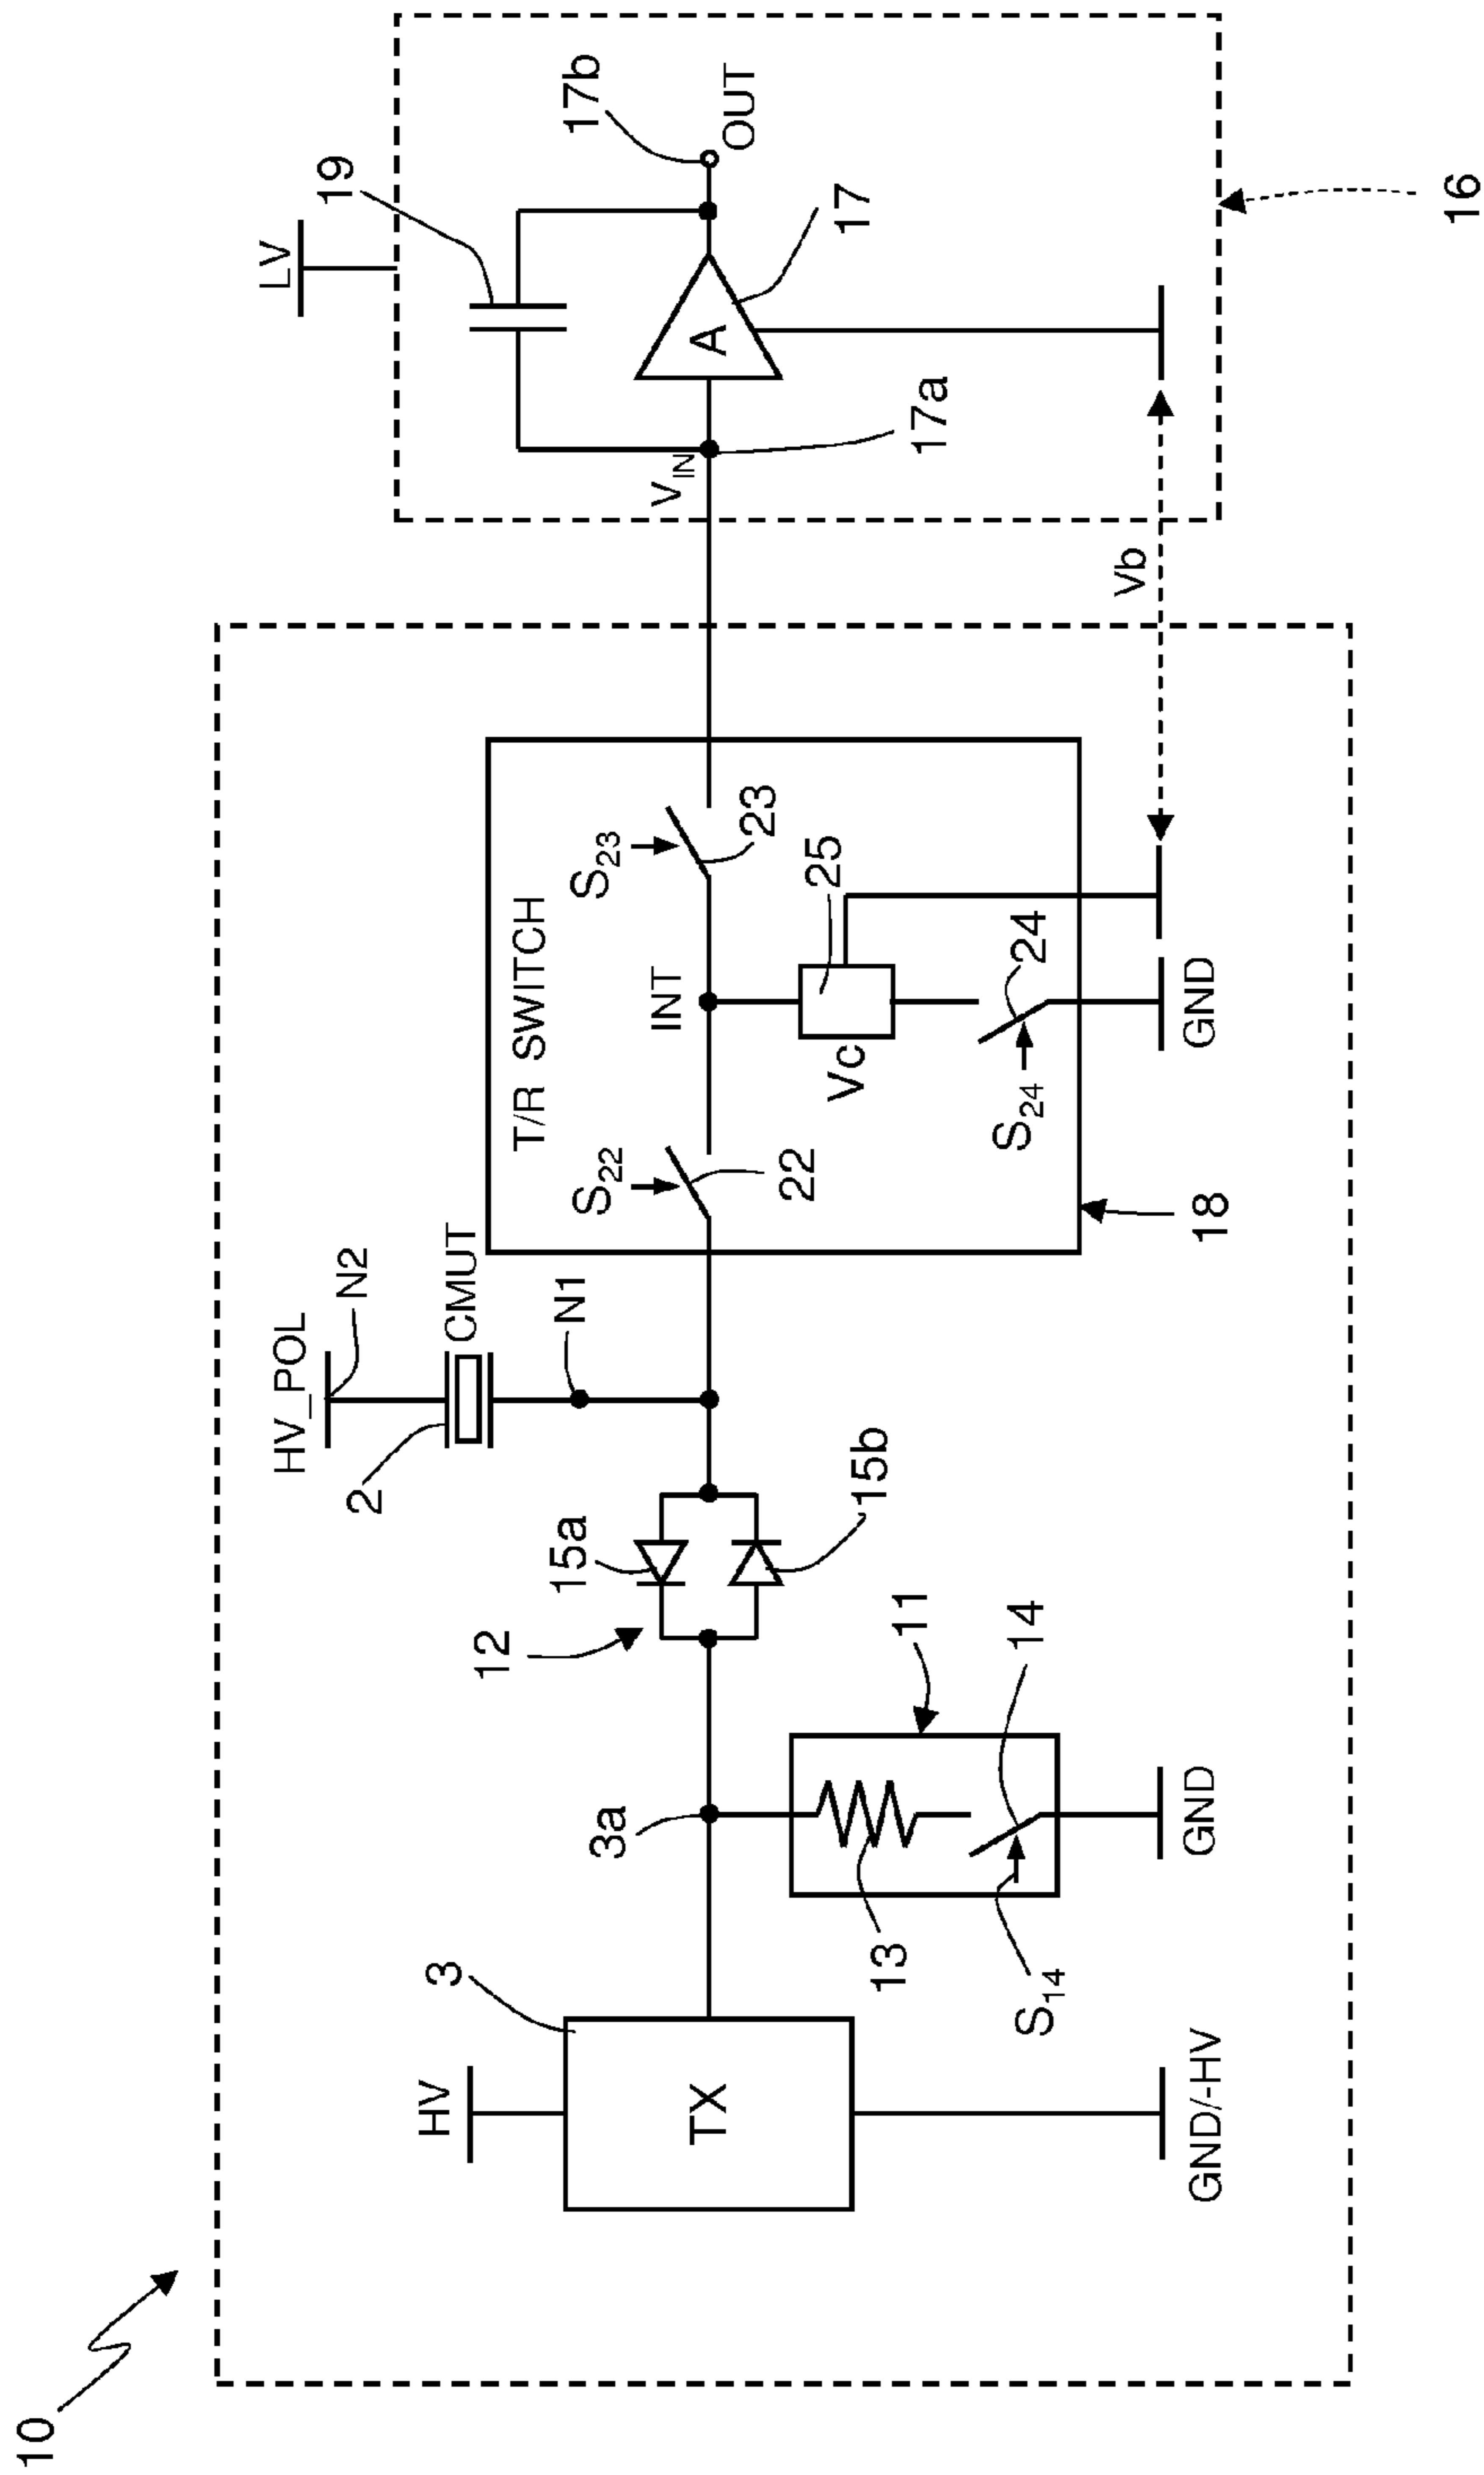 10
HV
3
TX
GND/-HV
3a
13
S14
14
11
GND
12
15a
15b
HV_POL
N2
2
CMUT
N1
T/R SWITCH
S22
22
INT
S23
23
Vc
25
S24
24
GND
18
Vb
LV
19
VIN
17a
A
17
17b
OUT
16